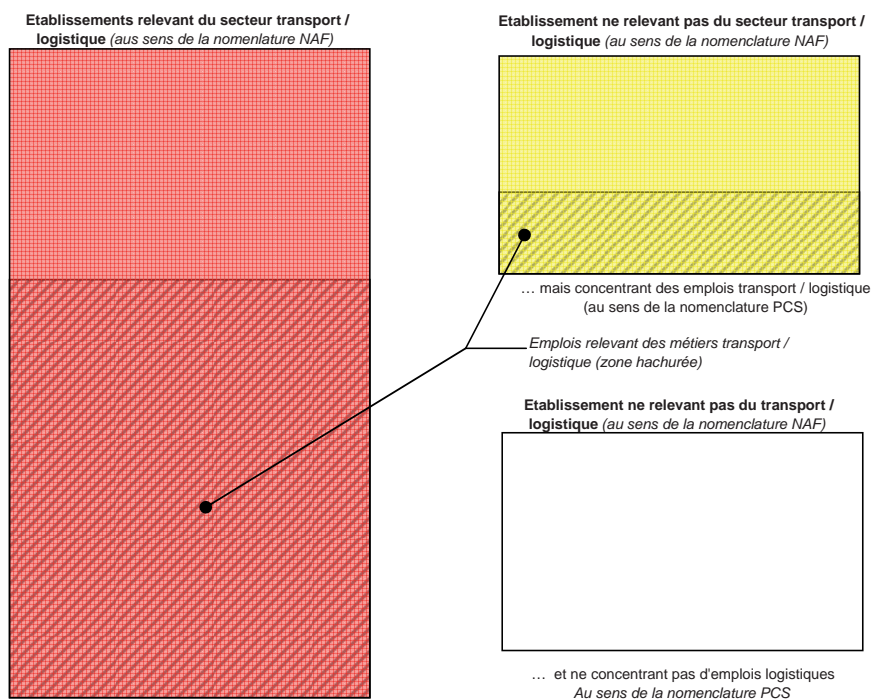 Etablissements relevant du secteur transport /
logistique (aus sens de la nomenlature NAF)
Etablissement ne relevant pas du secteur transport /
logistique (au sens de la nomenclature NAF)
… mais concentrant des emplois transport / logistique
(au sens de la nomenclature PCS)
Emplois relevant des métiers transport /
logistique (zone hachurée)
Etablissement ne relevant pas du transport /
logistique (au sens de la nomenclature NAF)
… et ne concentrant pas d'emplois logistiques
Au sens de la nomenclature PCS